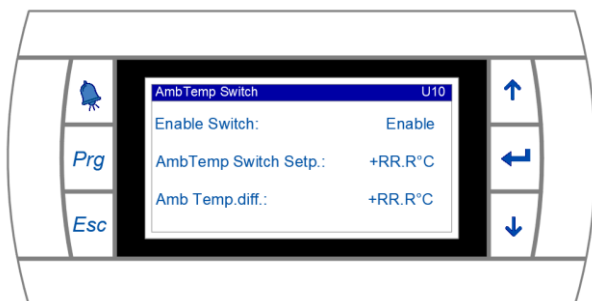 AmbTemp Switch U10
Enable Switch: Enable
Prg AmbTemp Switch Setp.: +RR.R°C
Amb Temp.diff.: +RR.R°C
Esc